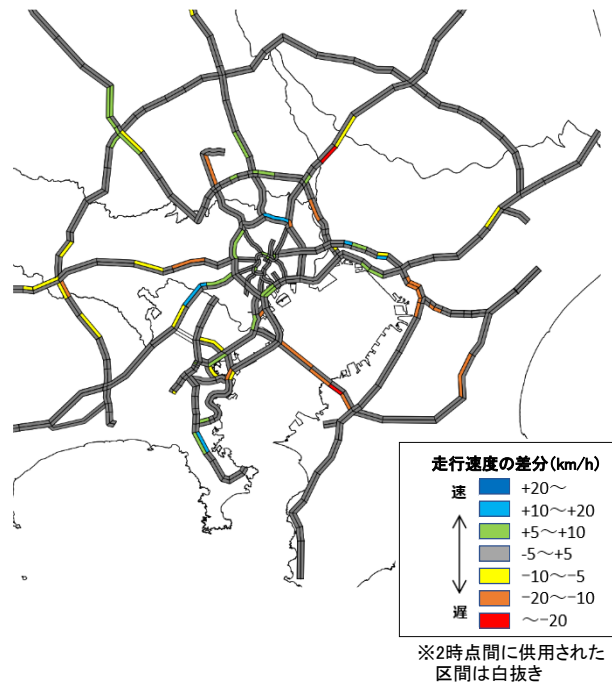 走行速度の差分(km/h)
速
+20～
+10～+20
+5～+10
-5～+5
−10～−5
−20～−10
遅
～−20
※2時点間に供用された
区間は白抜き